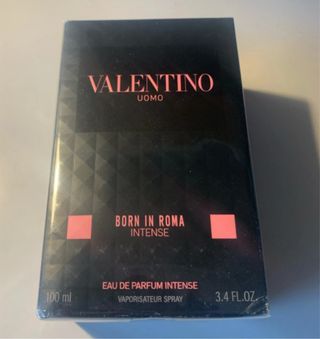 VALENTINO
UOMO
BORN IN ROMA
INTENSE
EAU DE PARFUM INTENSE
100 ml VAPORISATEUR SPRAY 3.4 FL.OZ.